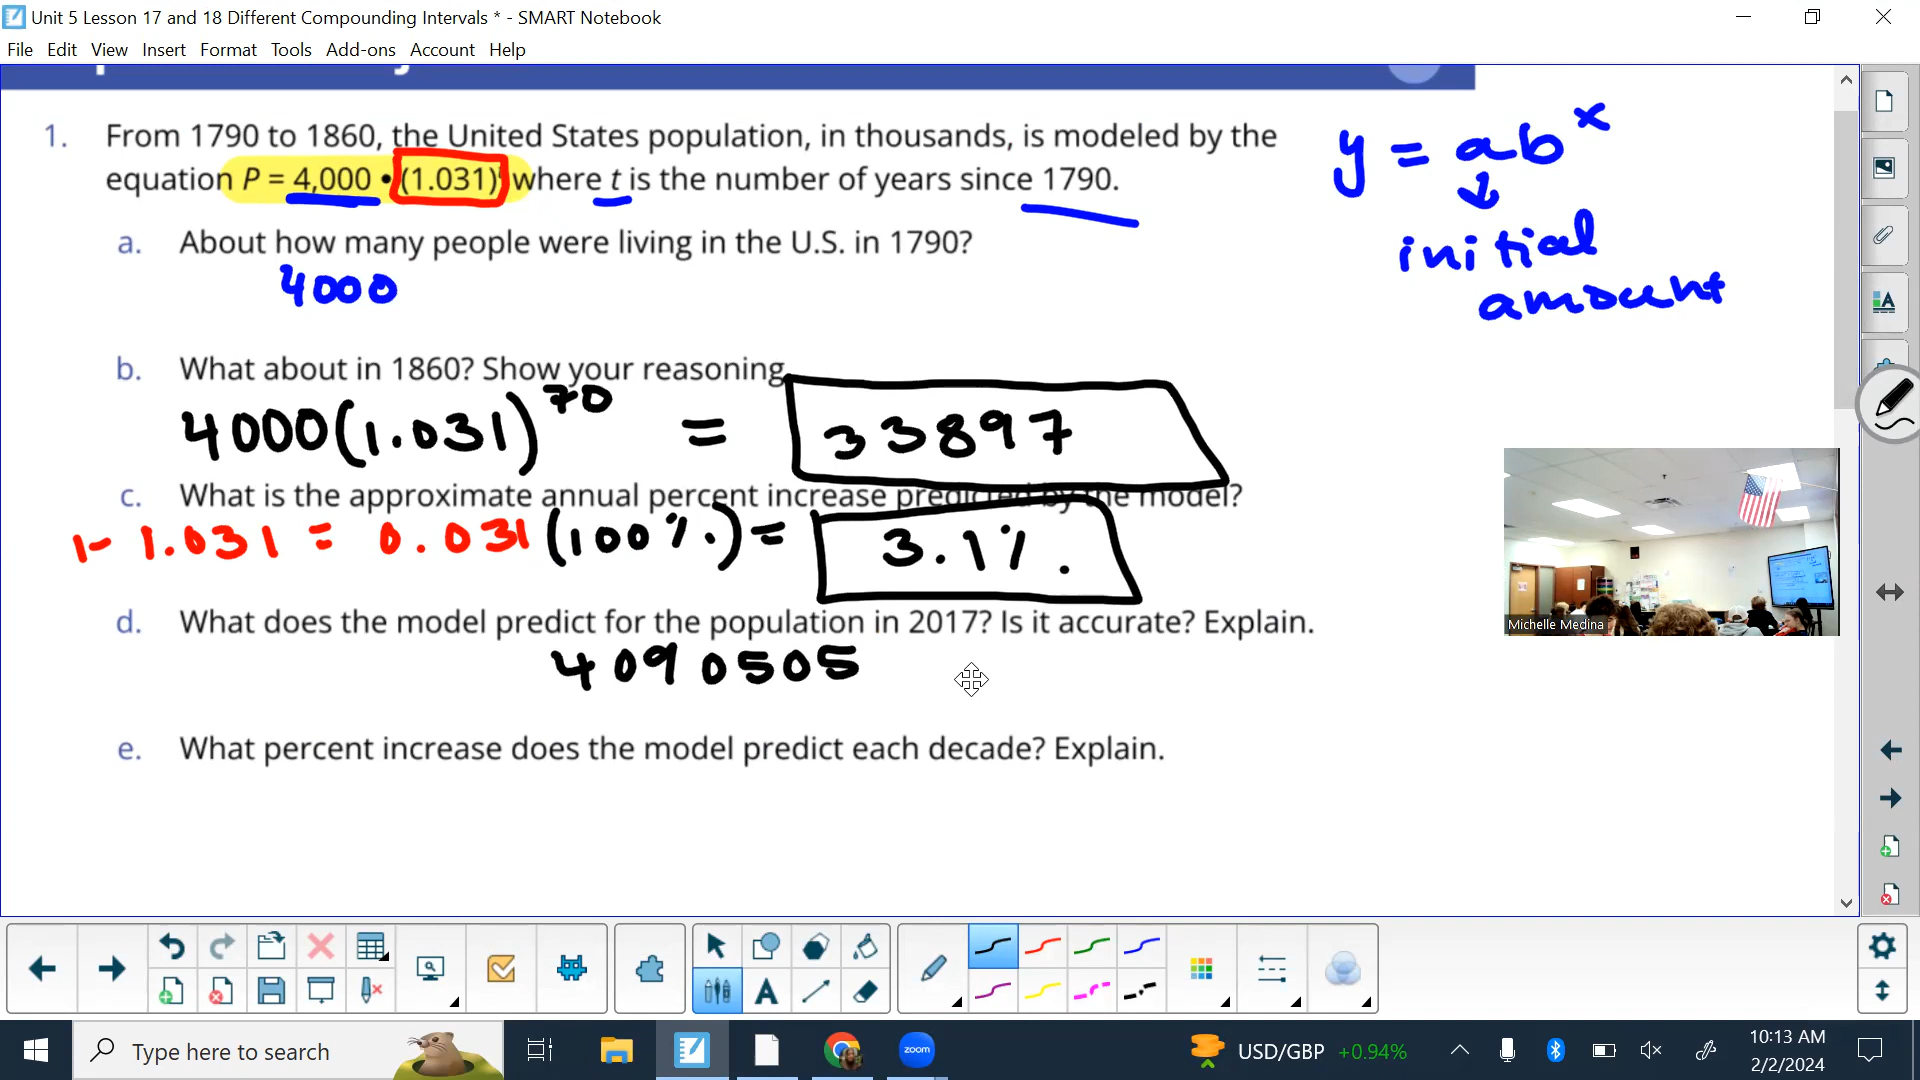 Unit 5 Lesson 17 and 18 Different Compounding Intervals * - SMART Notebook
File Edit View Insert Format Tools Add-ons Account Help
1. From 1790 to 1860, the United States population, in thousands, is modeled by the
equation P = 4,000 • (1.031) where t is the number of years since 1790.
y = ab^x
initial
amount
a. About how many people were living in the U.S. in 1790?
4000
b. What about in 1860? Show your reasoning
4000(1.031)^70 = 33897
c. What is the approximate annual percent increase predicted by the model?
1- 1.031 = 0.031 (100%) = 3.1%.
d. What does the model predict for the population in 2017? Is it accurate? Explain.
4090505
e. What percent increase does the model predict each decade? Explain.
Michelle Medina
Type here to search
zoom
USD/GBP +0.94%
10:13 AM
2/2/2024